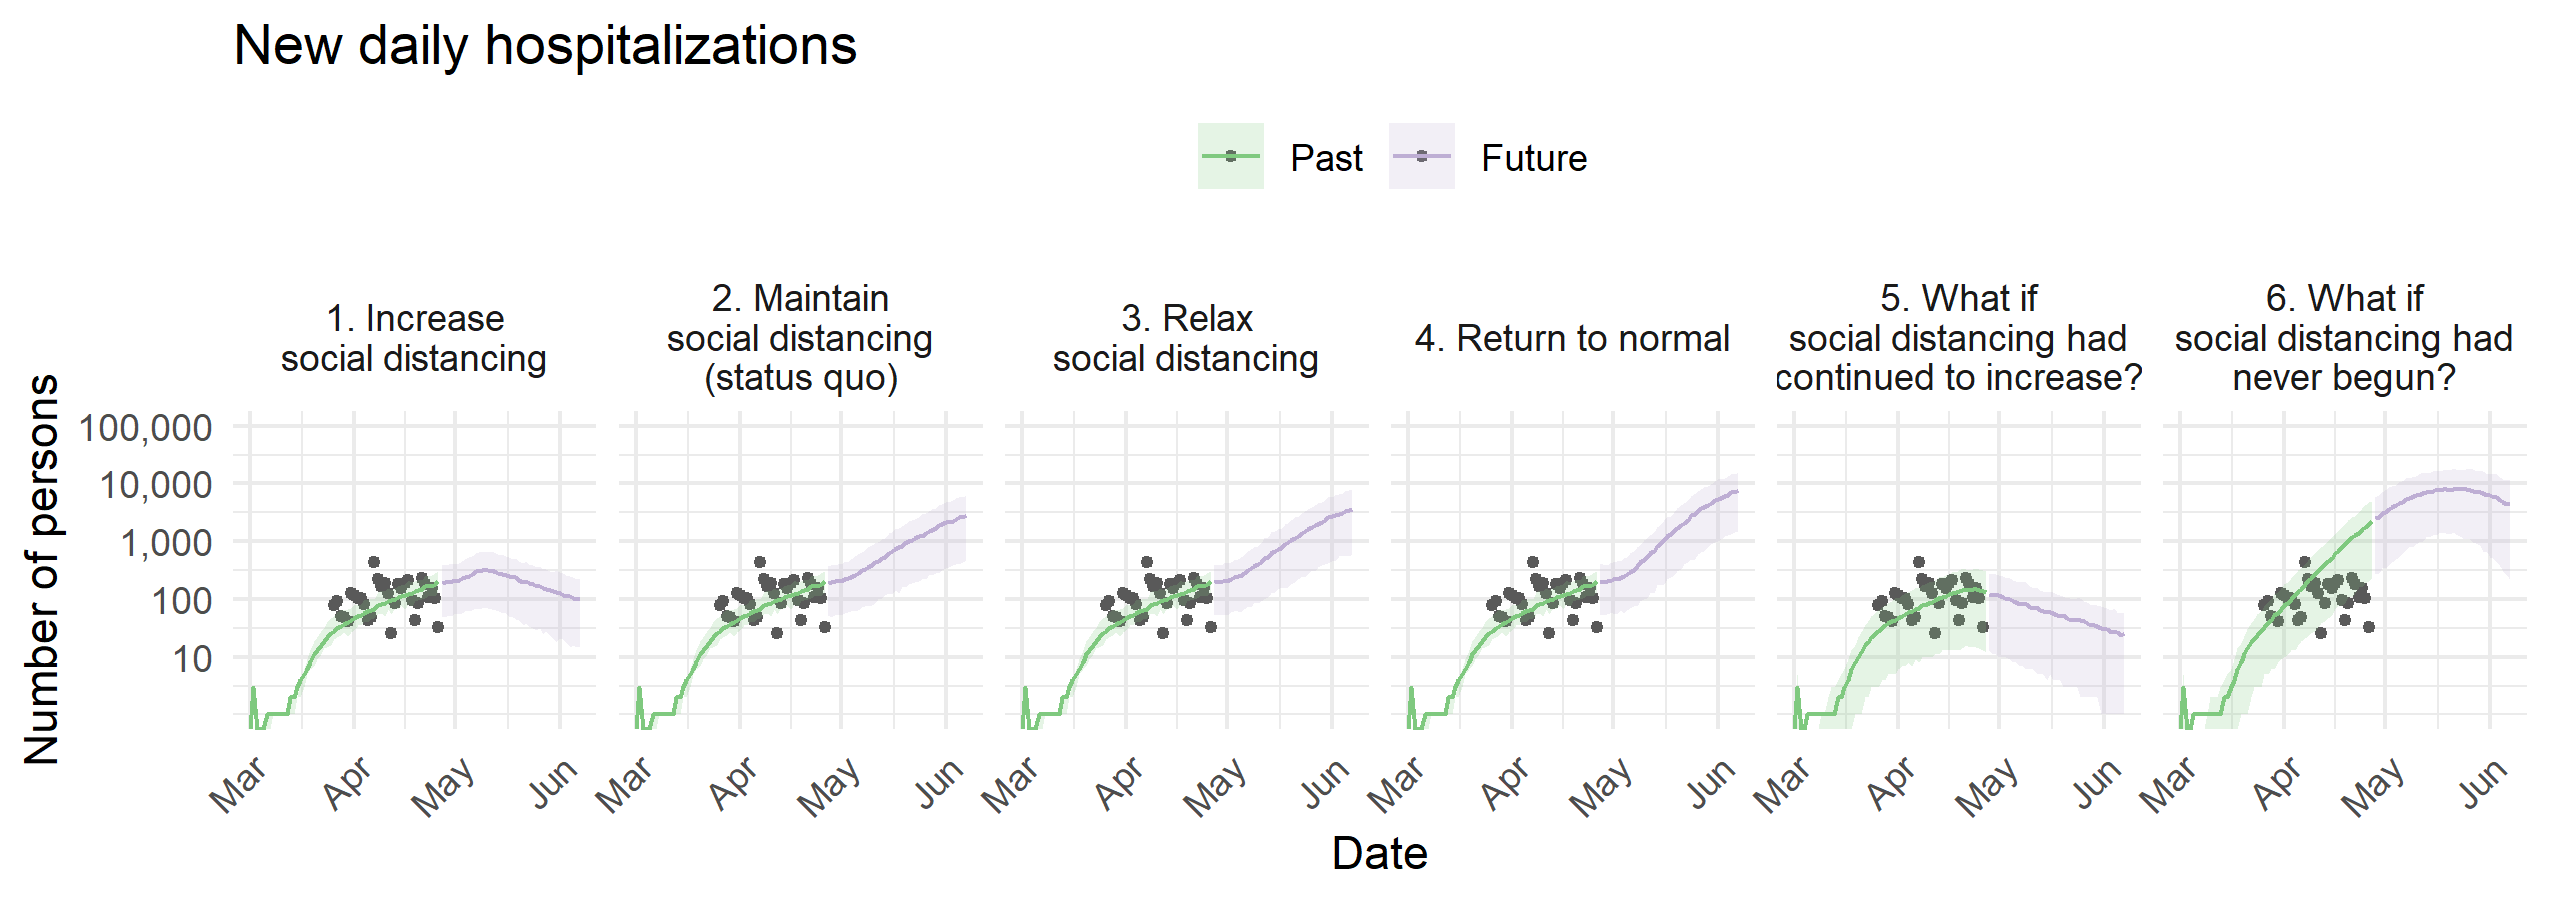 New daily hospitalizations
Past
Future
1. Increase
social distancing
2. Maintain
social distancing
(status quo)
3. Relax
social distancing
4. Return to normal
5. What if
social distancing had
continued to increase?
6. What if
social distancing had
never begun?
Number of persons
100,000
10,000
1,000
100
10
Mar
Apr
May
Jun
Mar
Apr
May
Jun
Mar
Apr
May
Jun
Mar
Apr
May
Jun
Mar
Apr
May
Jun
Mar
Apr
May
Jun
Date